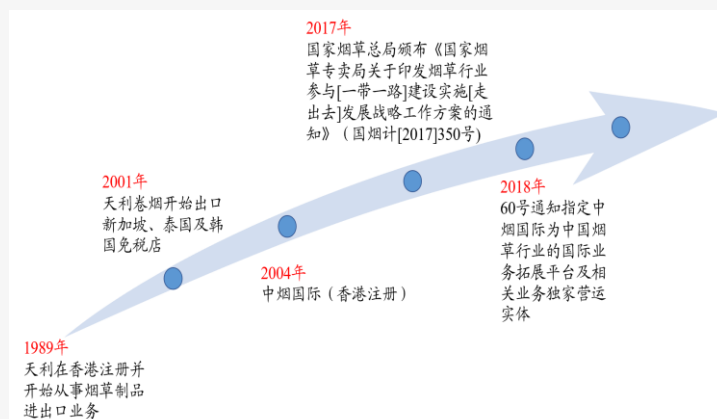 1989年
天利在香港注册并
开始从事烟草制品
进出口业务
2001年
天利卷烟开始出口
新加坡、泰国及韩
国免税店
2004年
中烟国际（香港注册）
2017年
国家烟草总局颁布《国家烟
草专卖局关于印发烟草行业
参与[一带一路]建设实施[走
出去]发展战略工作方案的通
知》（国烟计[2017]350号)
2018年
60号通知指定中
烟国际为中国烟
草行业的国际业
务拓展平台及相
关业务独家营运
实体